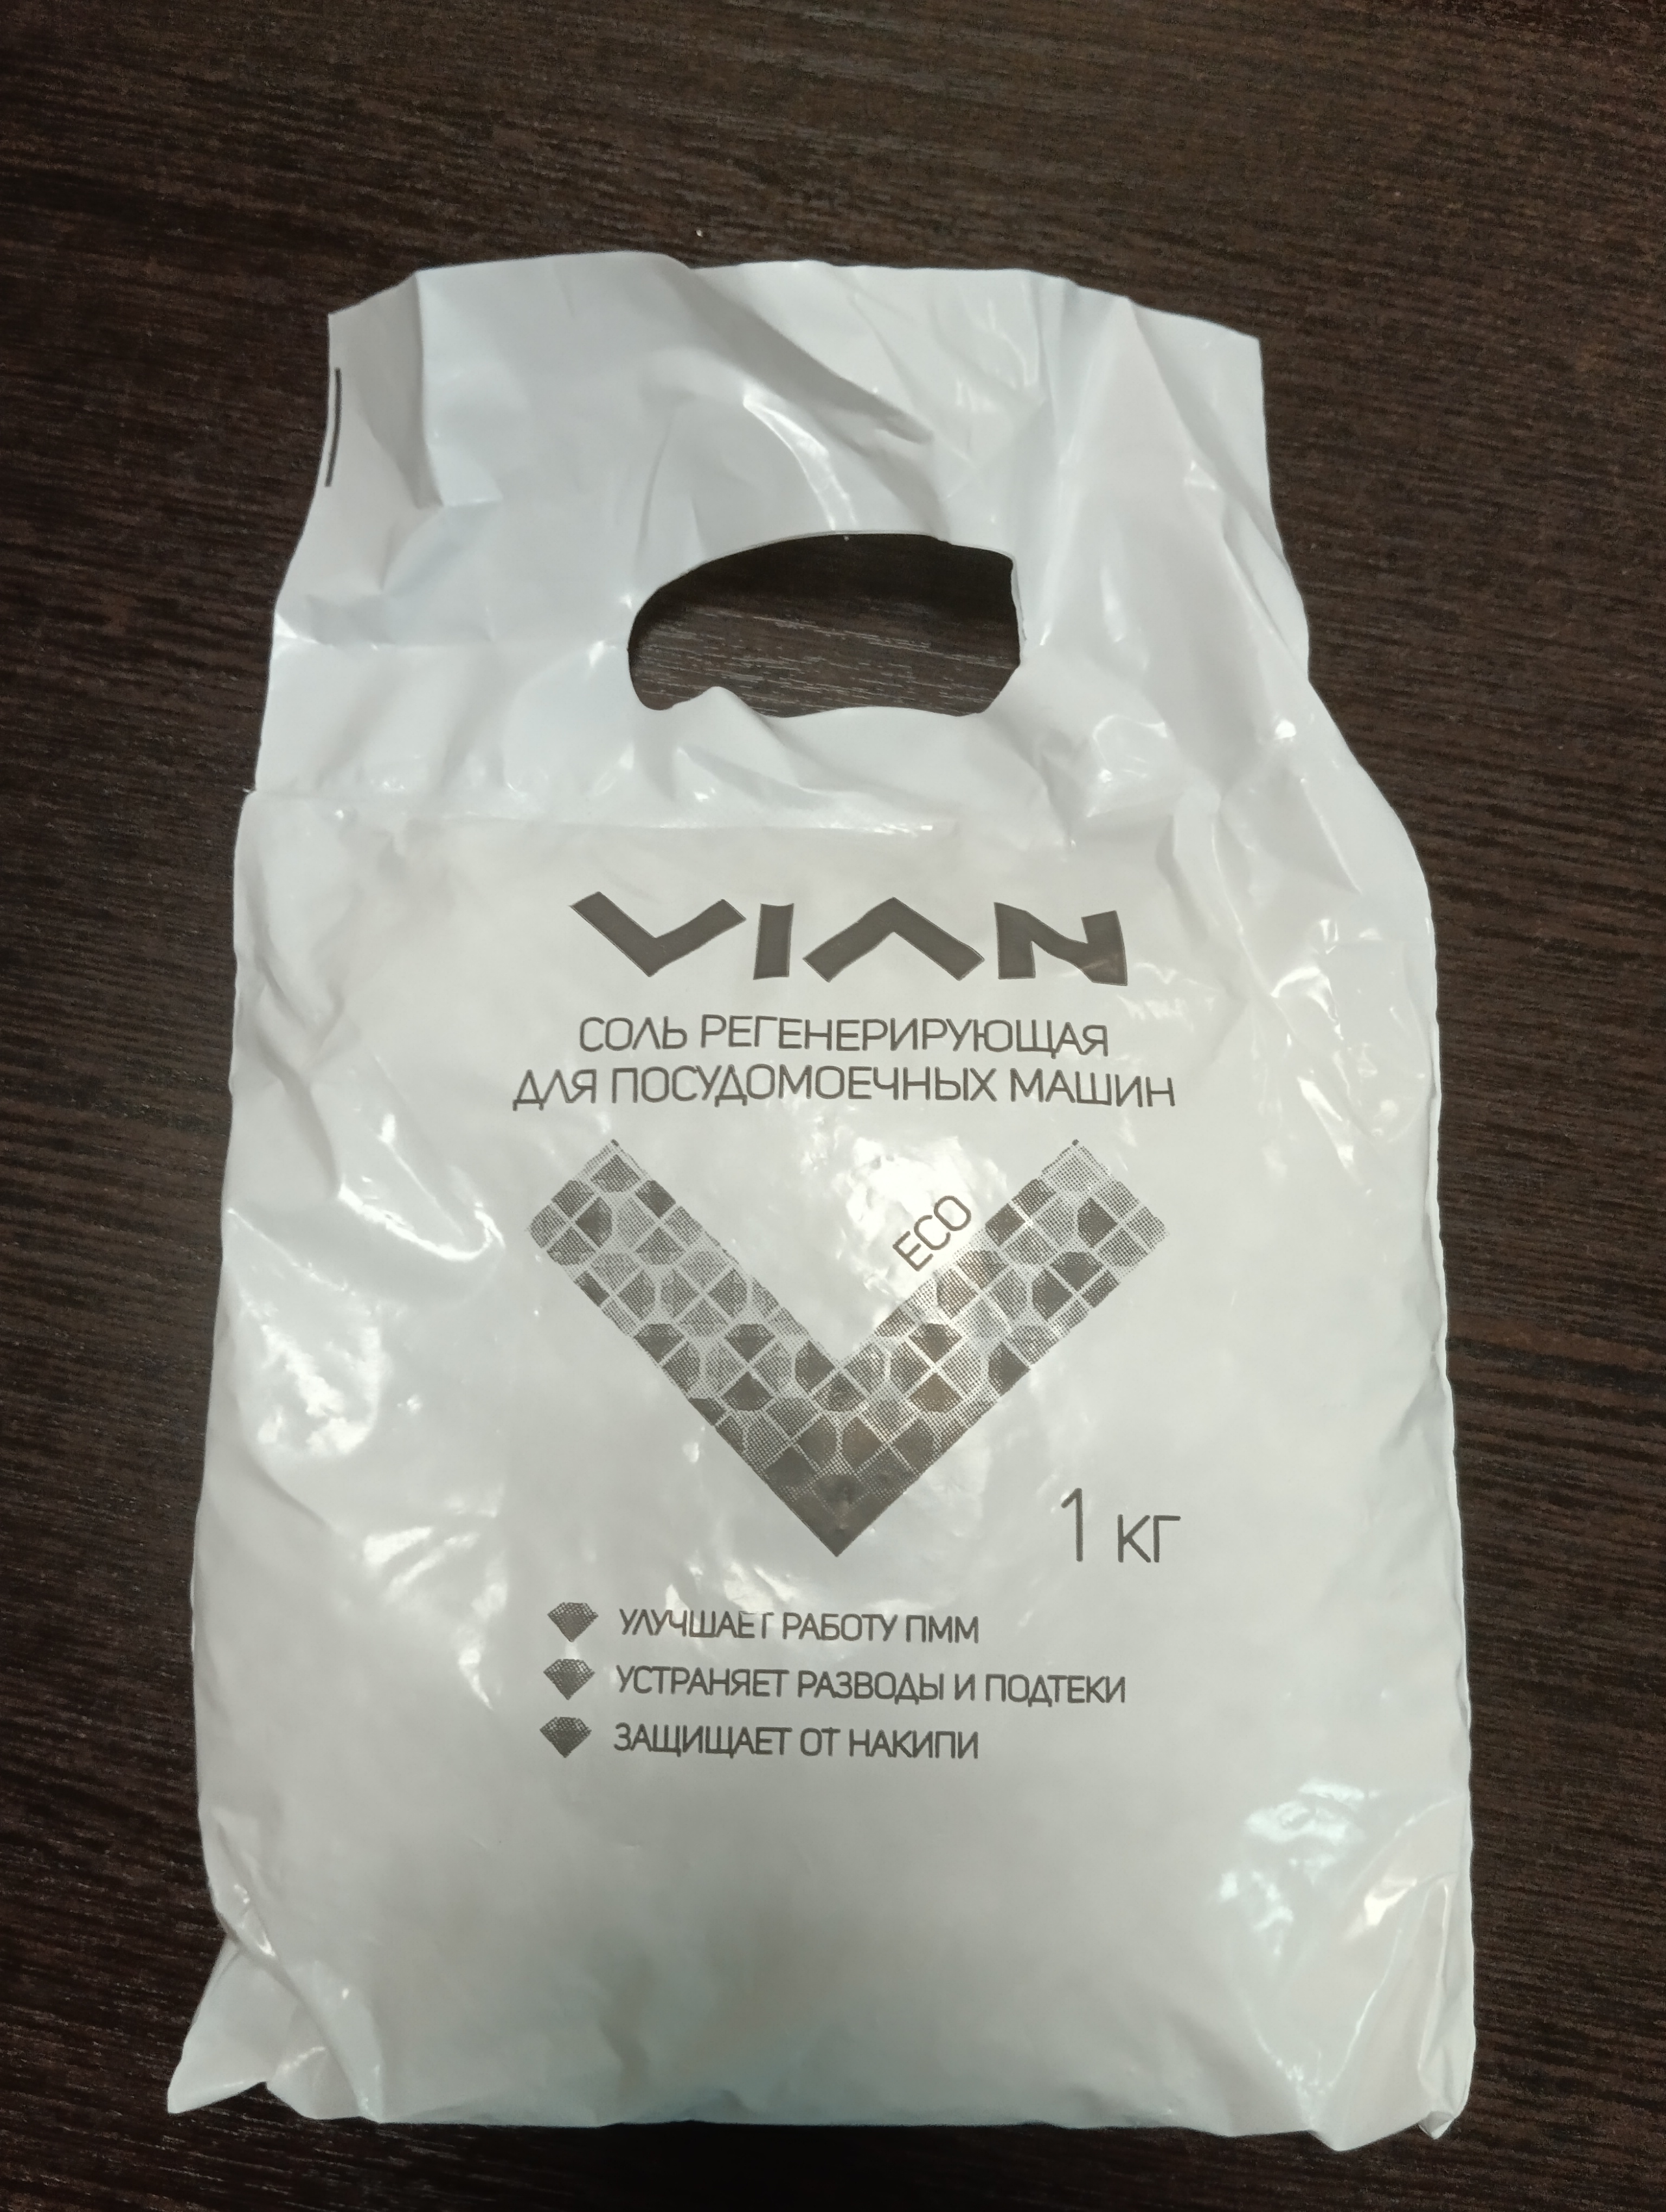 VIAN
СОЛЬ РЕГЕНЕРИРУЮЩАЯ
ДЛЯ ПОСУДОМОЕЧНЫХ МАШИН
ECO
1 КГ
УЛУЧШАЕТ РАБОТУ ПММ
УСТРАНЯЕТ РАЗВОДЫ И ПОДТЕКИ
ЗАЩИЩАЕТ ОТ НАКИПИ